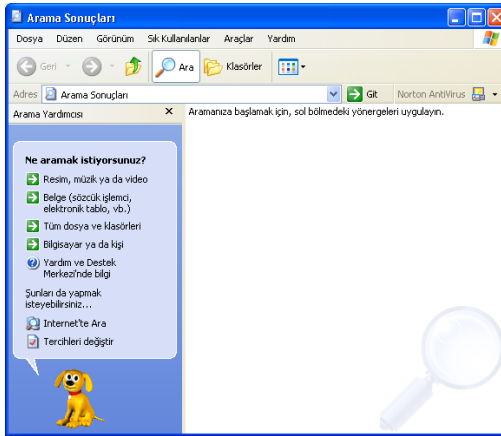 Arama Sonuçları
Dosya Düzen Görünüm Sık Kullanılanlar Araçlar Yardım
Geri Ara Klasörler
Adres Arama Sonuçları Git Norton AntiVirus
Arama Yardımcısı
Aramanıza başlamak için, sol bölmedeki yönergeleri uygulayın.
Ne aramak istiyorsunuz?
Resim, müzik ya da video
Belge (sözcük işlemci,
elektronik tablo, vb.)
Tüm dosya ve klasörleri
Bilgisayar ya da kişi
Yardım ve Destek
Merkezi'nde bilgi
Şunları da yapmak
isteyebilirsiniz...
Internet'te Ara
Tercihleri değiştir